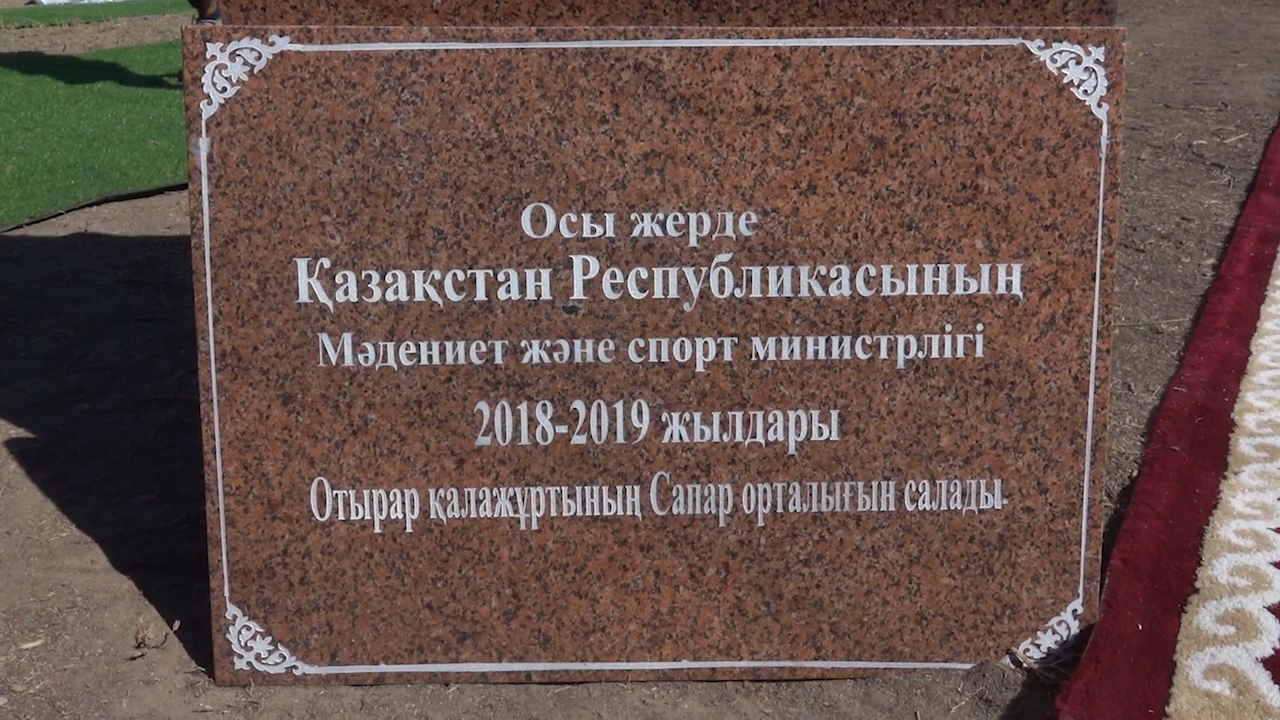 Осы жерде
Қазақстан Республикасының
Мәдениет және спорт министрлігі
2018-2019 жылдары
Отырар қалажұртының Сапар орталығын салады.